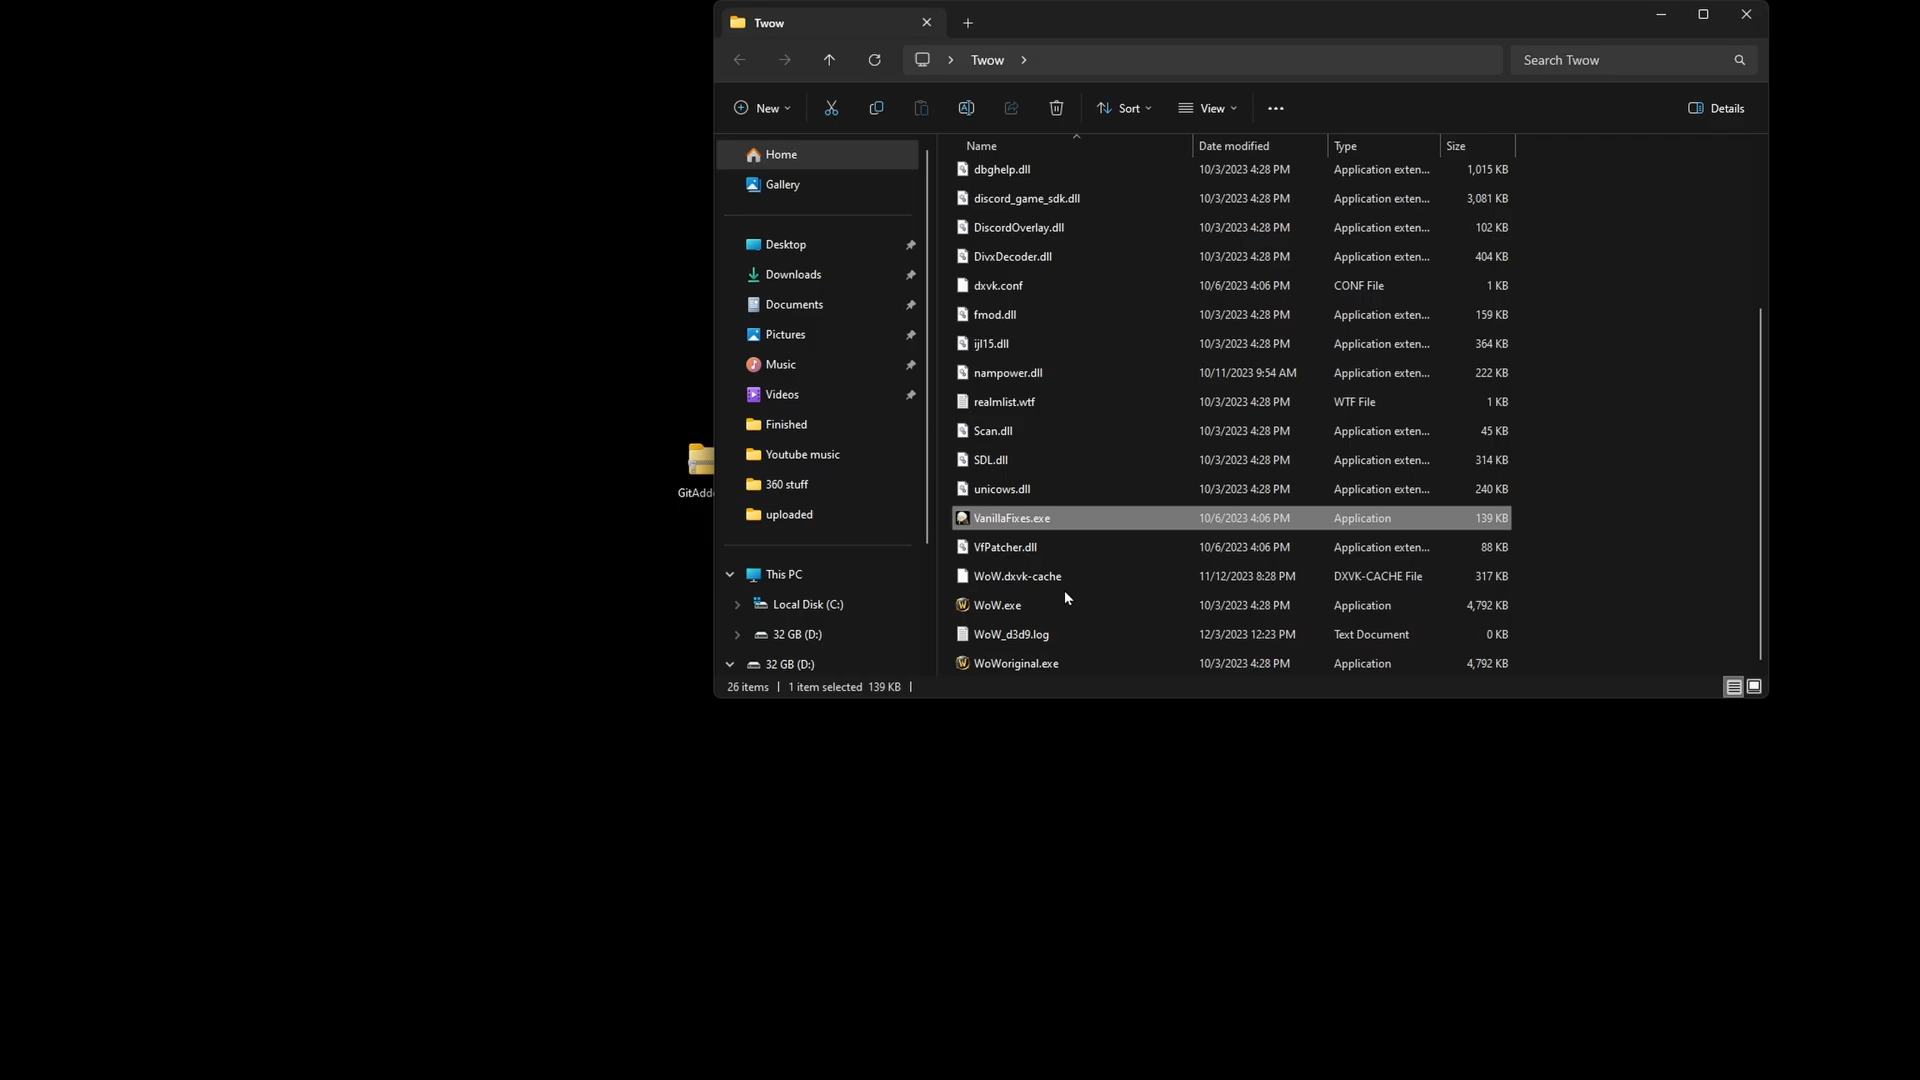 Twow
Twow
Search Twow
New
Sort
View
Details
Home
Gallery
Desktop
Downloads
Documents
Pictures
Music
Videos
Finished
Youtube music
360 stuff
uploaded
This PC
Local Disk (C:)
32 GB (D:)
32 GB (D:)
Name Date modified Type Size
dbghelp.dll 10/3/2023 4:28 PM Application exten... 1,015 KB
discord_game_sdk.dll 10/3/2023 4:28 PM Application exten... 3,081 KB
DiscordOverlay.dll 10/3/2023 4:28 PM Application exten... 102 KB
DivxDecoder.dll 10/3/2023 4:28 PM Application exten... 404 KB
dxvk.conf 10/6/2023 4:06 PM CONF File 1 KB
fmod.dll 10/3/2023 4:28 PM Application exten... 159 KB
ijl15.dll 10/3/2023 4:28 PM Application exten... 364 KB
nampower.dll 10/11/2023 9:54 AM Application exten... 222 KB
realmlist.wtf 10/3/2023 4:28 PM WTF File 1 KB
Scan.dll 10/3/2023 4:28 PM Application exten... 45 KB
SDL.dll 10/3/2023 4:28 PM Application exten... 314 KB
unicows.dll 10/3/2023 4:28 PM Application exten... 240 KB
VanillaFixes.exe 10/6/2023 4:06 PM Application 139 KB
VfPatcher.dll 10/6/2023 4:06 PM Application exten... 88 KB
WoW.dxvk-cache 11/12/2023 8:28 PM DXVK-CACHE File 317 KB
WoW.exe 10/3/2023 4:28 PM Application 4,792 KB
WoW_d3d9.log 12/3/2023 12:23 PM Text Document 0 KB
WoWoriginal.exe 10/3/2023 4:28 PM Application 4,792 KB
26 items 1 item selected 139 KB
GitAdd